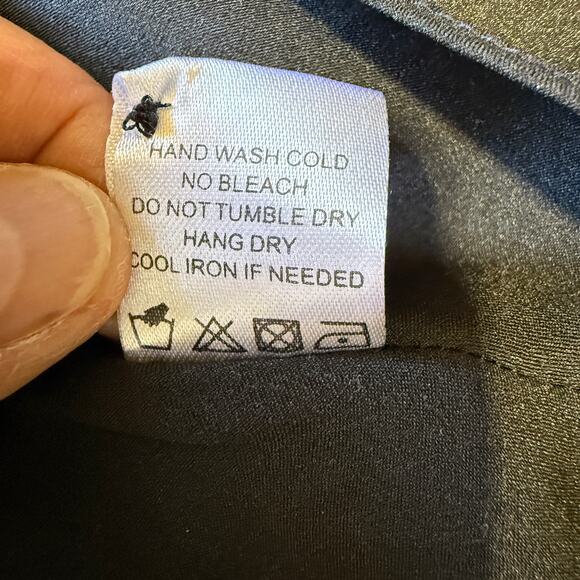 HAND WASH COLD
NO BLEACH
DO NOT TUMBLE DRY
HANG DRY
COOL IRON IF NEEDED